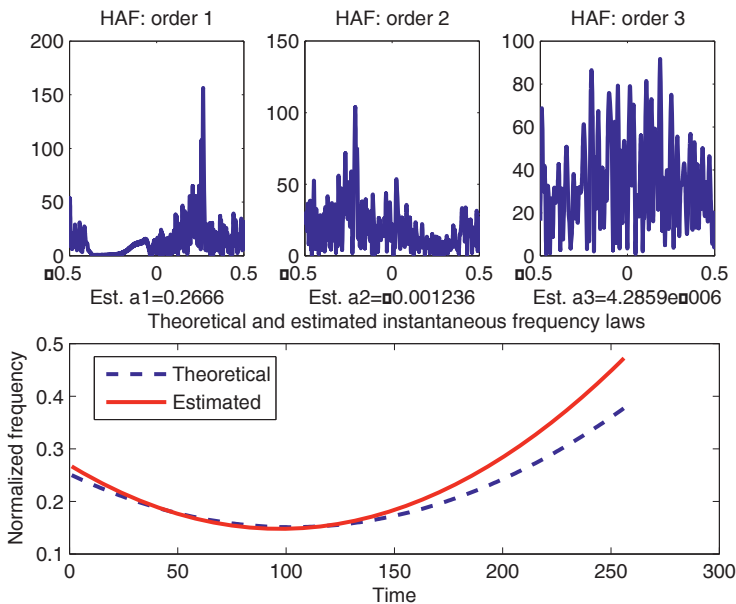 HAF: order 1
HAF: order 2
HAF: order 3
200
150
100
50
0
150
100
50
0
100
80
60
40
20
0
▯0.5 0 0.5
▯0.5 0 0.5
▯0.5 0 0.5
Est. a1=0.2666
Est. a2=▯0.001236
Est. a3=4.2859e▯006
Theoretical and estimated instantaneous frequency laws
Normalized frequency
0.5
0.4
0.3
0.2
0.1
Theoretical
Estimated
0 50 100 150 200 250 300
Time